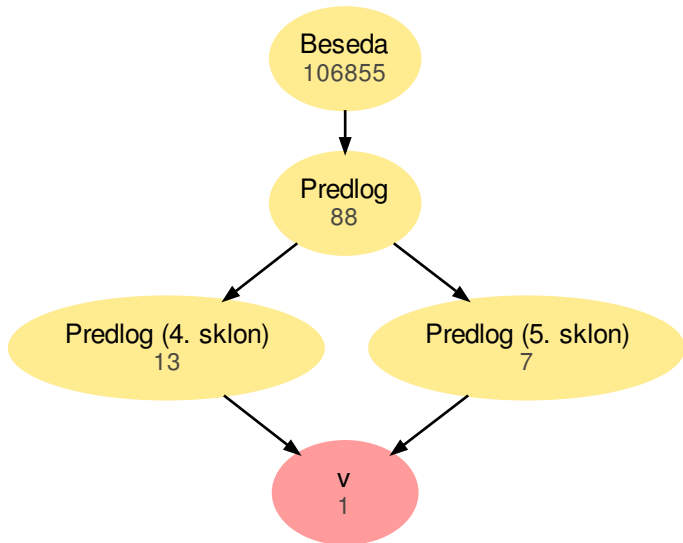 Beseda
106855
Predlog
88
Predlog (4. sklon)
13
Predlog (5. sklon)
7
v
1